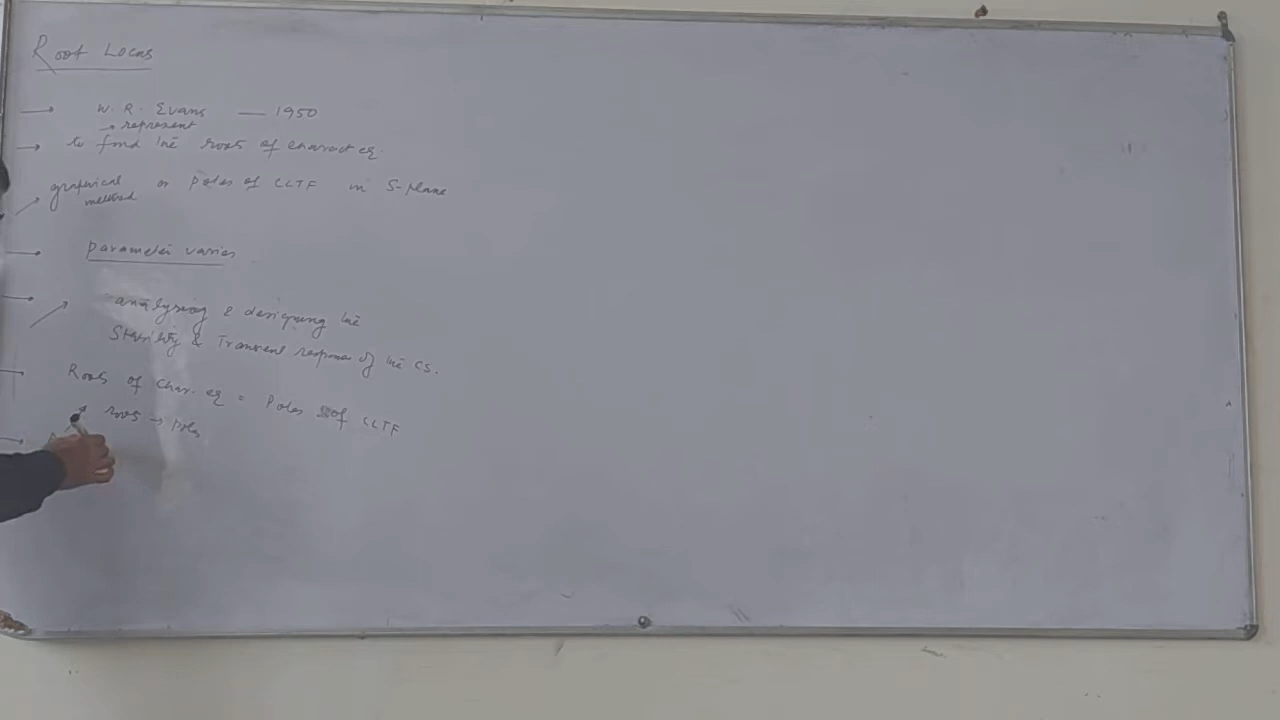 Root Locus
→ W. R. Evans — 1950
→ represent
→ to find the roots of charact eq.
graphical method or Poles of CLTF in S-plane
→ parameter varies
→ analysing & designing the
Stability & Transient response of the CS.
Roots of Char. eq = Poles of CLTF
roots → poles